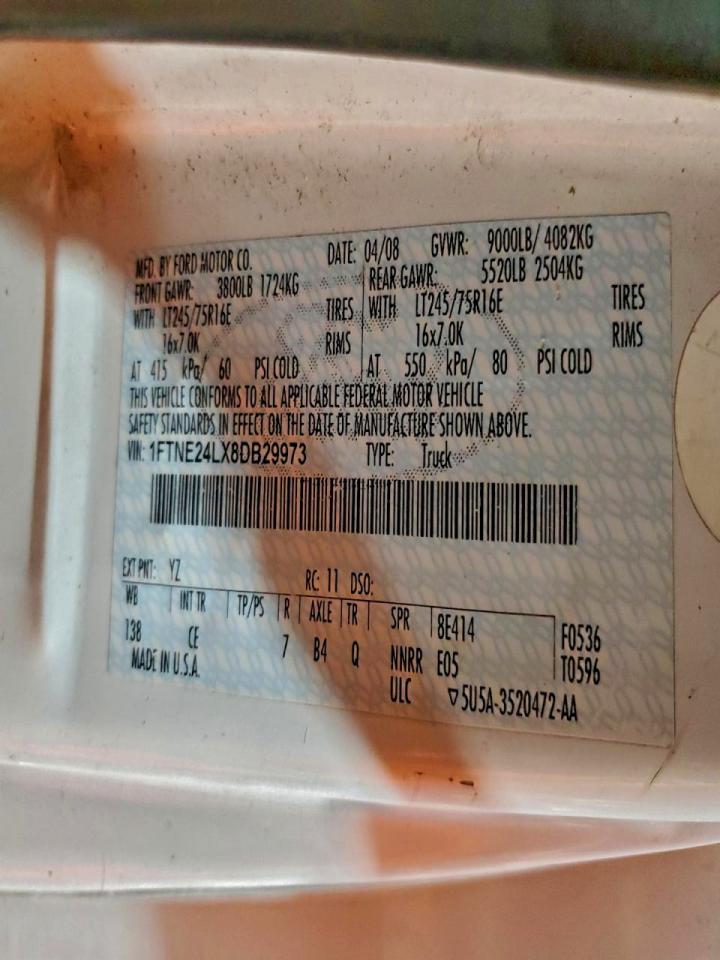 MFD. BY FORD MOTOR CO. DATE: 04/08 GVWR: 9000LB/ 4082KG
FRONT GAWR: 3800LB 1724KG REAR GAWR: 5520LB 2504KG
WITH LT245/75R16E TIRES WITH LT245/75R16E TIRES
16x7.0K RIMS 16x7.0K RIMS
AT 415 kPa/ 60 PSI COLD AT 550 kPa/ 80 PSI COLD
THIS VEHICLE CONFORMS TO ALL APPLICABLE FEDERAL MOTOR VEHICLE
SAFETY STANDARDS IN EFFECT ON THE DATE OF MANUFACTURE SHOWN ABOVE.
VIN: 1FTNE24LX8DB29973 TYPE: Truck
EXT PNT: YZ RC: 11 DSO:
WB INT TR TP/PS R AXLE TR SPR 8E414 F0536
138 CE 7 B4 Q NNRR E05 T0596
MADE IN U.S.A. ULC ▽5U5A-3520472-AA